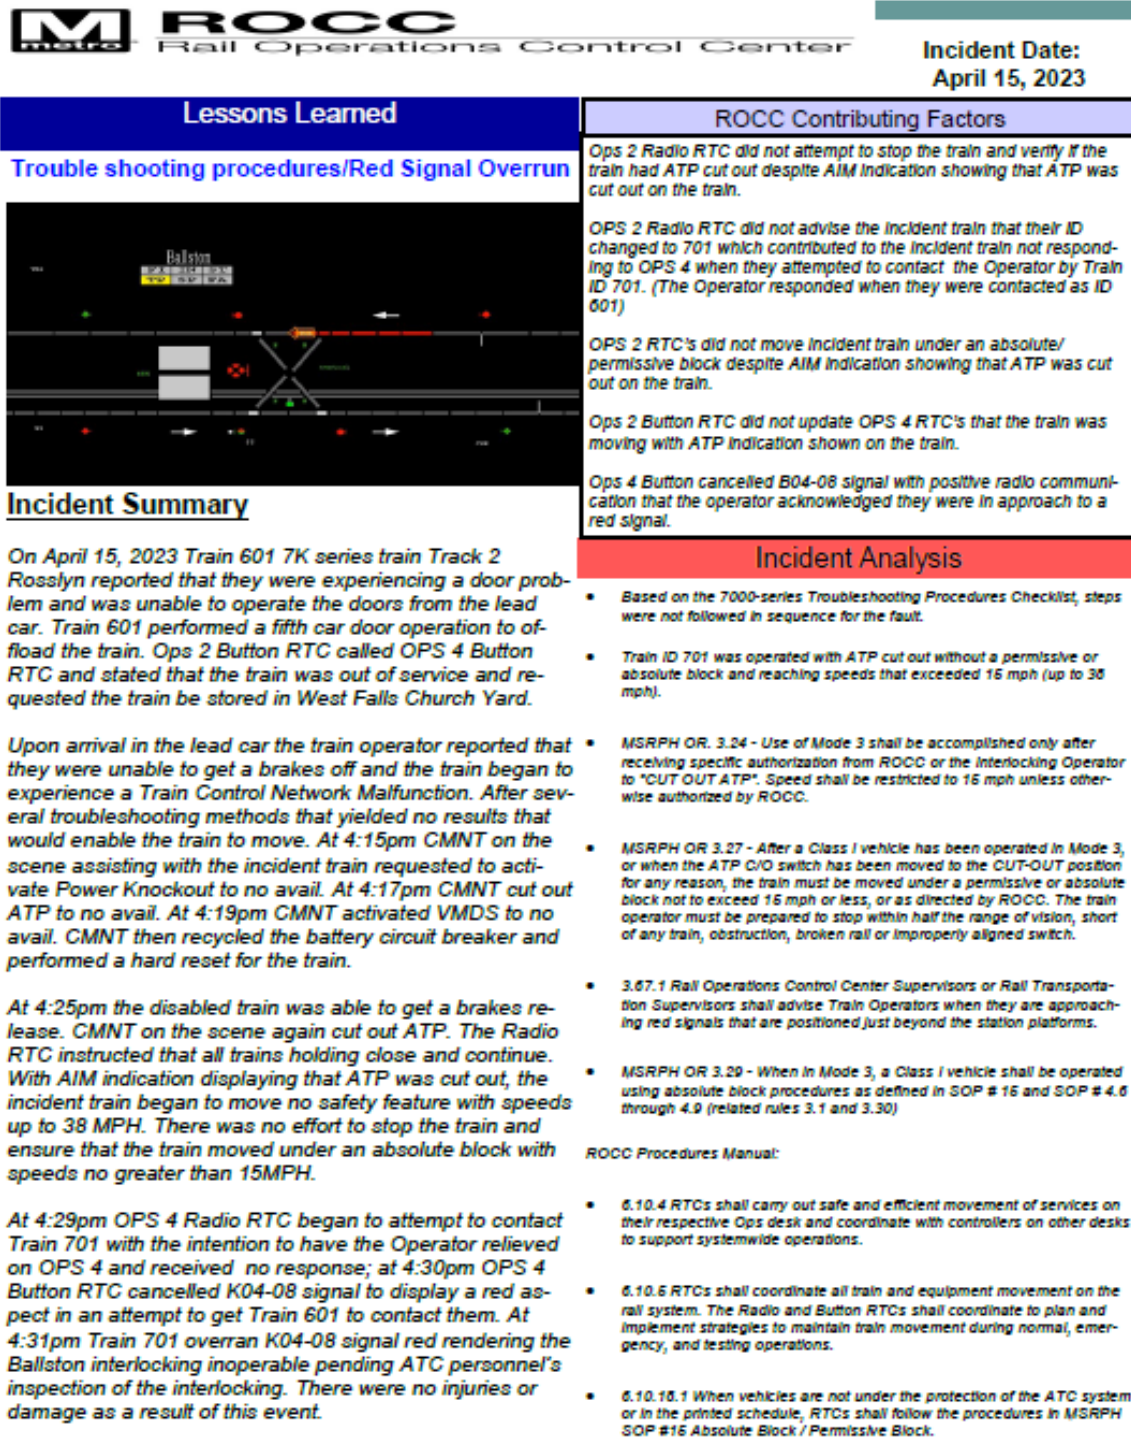 M
metro
ROCC
Rail Operations Control Center
Incident Date:
April 15, 2023
Lessons Learned
Trouble shooting procedures/Red Signal Overrun
Ballston
Incident Summary
On April 15, 2023 Train 601 7K series train Track 2
Rosslyn reported that they were experiencing a door prob-
lem and was unable to operate the doors from the lead
car. Train 601 performed a fifth car door operation to of-
fload the train. Ops 2 Button RTC called OPS 4 Button
RTC and stated that the train was out of service and re-
quested the train be stored in West Falls Church Yard.
Upon arrival in the lead car the train operator reported that
they were unable to get a brakes off and the train began to
experience a Train Control Network Malfunction. After sev-
eral troubleshooting methods that yielded no results that
would enable the train to move. At 4:15pm CMNT on the
scene assisting with the incident train requested to acti-
vate Power Knockout to no avail. At 4:17pm CMNT cut out
ATP to no avail. At 4:19pm CMNT activated VMDS to no
avail. CMNT then recycled the battery circuit breaker and
performed a hard reset for the train.
At 4:25pm the disabled train was able to get a brakes re-
lease. CMNT on the scene again cut out ATP. The Radio
RTC instructed that all trains holding close and continue.
With AIM indication displaying that ATP was cut out, the
incident train began to move no safety feature with speeds
up to 38 MPH. There was no effort to stop the train and
ensure that the train moved under an absolute block with
speeds no greater than 15MPH.
At 4:29pm OPS 4 Radio RTC began to attempt to contact
Train 701 with the intention to have the Operator relieved
on OPS 4 and received no response; at 4:30pm OPS 4
Button RTC cancelled K04-08 signal to display a red as-
pect in an attempt to get Train 601 to contact them. At
4:31pm Train 701 overran K04-08 signal red rendering the
Ballston interlocking inoperable pending ATC personnel's
inspection of the interlocking. There were no injuries or
damage as a result of this event.
ROCC Contributing Factors
Ops 2 Radio RTC did not attempt to stop the train and verify if the
train had ATP cut out despite AIM Indication showing that ATP was
cut out on the train.
OPS 2 Radio RTC did not advise the incident train that their ID
changed to 701 which contributed to the incident train not respond-
ing to OPS 4 when they attempted to contact the Operator by Train
ID 701. (The Operator responded when they were contacted as ID
601)
OPS 2 RTC's did not move incident train under an absolute/
permissive block despite AIM Indication showing that ATP was cut
out on the train.
Ops 2 Button RTC did not update OPS 4 RTC's that the train was
moving with ATP indication shown on the train.
Ops 4 Button cancelled B04-08 signal with positive radio communi-
cation that the operator acknowledged they were in approach to a
red signal.
Incident Analysis
• Based on the 7000-series Troubleshooting Procedures Checklist, steps
were not followed in sequence for the fault.
• Train ID 701 was operated with ATP cut out without a permissive or
absolute block and reaching speeds that exceeded 15 mph (up to 38
mph).
• MSRPH OR. 3.24 - Use of Mode 3 shall be accomplished only after
receiving specific authorization from ROCC or the Interlocking Operator
to "CUT OUT ATP". Speed shall be restricted to 15 mph unless other-
wise authorized by ROCC.
• MSRPH OR 3.27 - After a Class I vehicle has been operated in Mode 3,
or when the ATP C/O switch has been moved to the CUT-OUT position
for any reason, the train must be moved under a permissive or absolute
block not to exceed 15 mph or less, or as directed by ROCC. The train
operator must be prepared to stop within half the range of vision, short
of any train, obstruction, broken rail or improperly aligned switch.
• 3.67.1 Rail Operations Control Center Supervisors or Rail Transporta-
tion Supervisors shall advise Train Operators when they are approach-
ing red signals that are positioned just beyond the station platforms.
• MSRPH OR 3.29 - When in Mode 3, a Class I vehicle shall be operated
using absolute block procedures as defined in SOP # 15 and SOP # 4.6
through 4.9 (related rules 3.1 and 3.30)
ROCC Procedures Manual:
• 6.10.4 RTCs shall carry out safe and efficient movement of services on
their respective Ops desk and coordinate with controllers on other desks
to support systemwide operations.
• 6.10.5 RTCs shall coordinate all train and equipment movement on the
rail system. The Radio and Button RTCs shall coordinate to plan and
implement strategies to maintain train movement during normal, emer-
gency, and testing operations.
• 6.10.16.1 When vehicles are not under the protection of the ATC system
or in the printed schedule, RTCs shall follow the procedures in MSRPH
SOP #15 Absolute Block / Permissive Block.